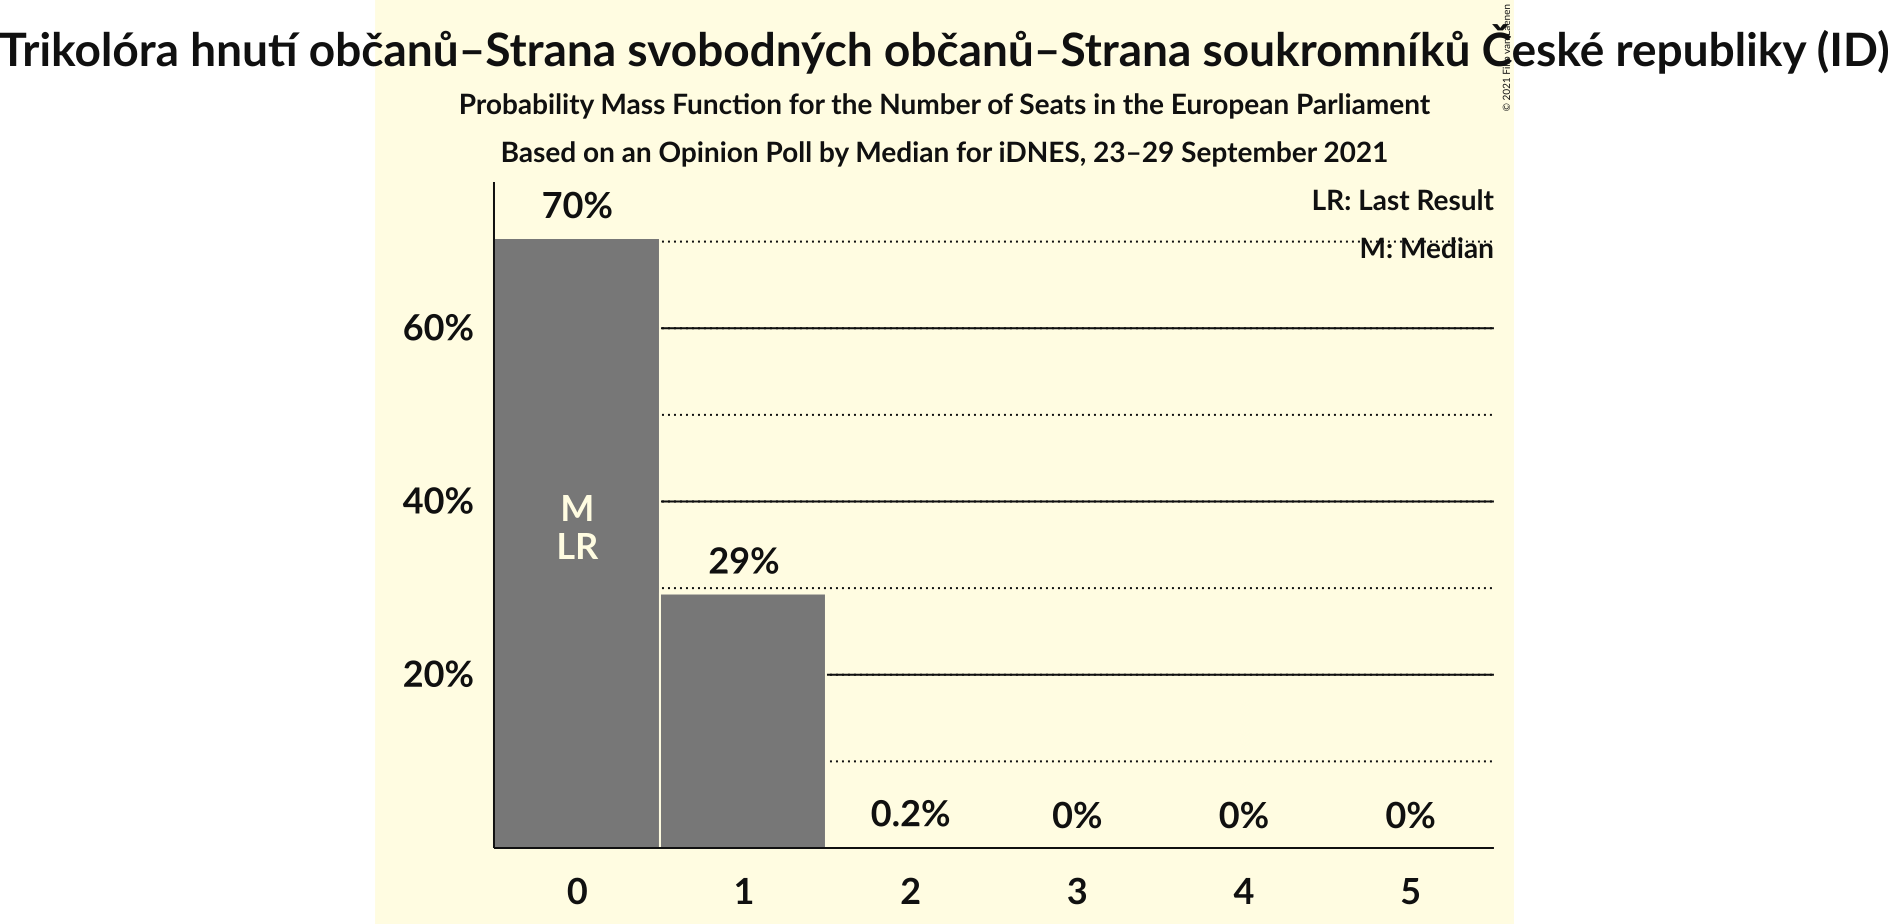 Trikolóra hnutí občanů–Strana svobodných občanů–Strana soukromníků České republiky (ID)
Probability Mass Function for the Number of Seats in the European Parliament
Based on an Opinion Poll by Median for iDNES, 23–29 September 2021
© 2021 Filip van Laenen
LR: Last Result
M: Median
70%
60%
40%
20%
M
LR
29%
0.2%
0%
0%
0%
0
1
2
3
4
5